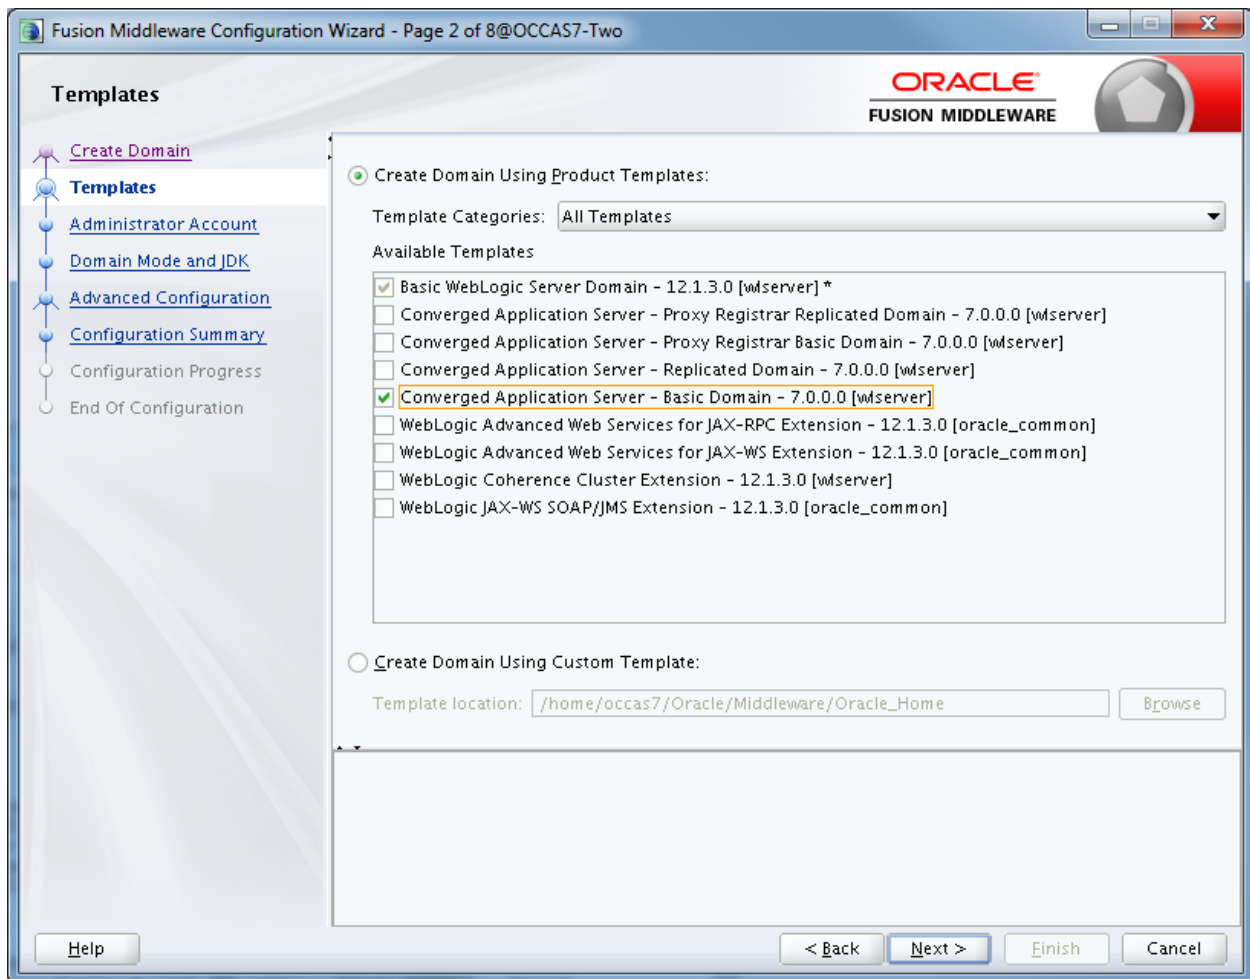 Fusion Middleware Configuration Wizard - Page 2 of 8@OCCAS7-Two
Templates
ORACLE
FUSION MIDDLEWARE
Create Domain
Templates
Administrator Account
Domain Mode and JDK
Advanced Configuration
Configuration Summary
Configuration Progress
End Of Configuration
Create Domain Using Product Templates:
Template Categories: All Templates
Available Templates
Basic WebLogic Server Domain - 12.1.3.0 [wlserver] *
Converged Application Server - Proxy Registrar Replicated Domain - 7.0.0.0 [wlserver]
Converged Application Server - Proxy Registrar Basic Domain - 7.0.0.0 [wlserver]
Converged Application Server - Replicated Domain - 7.0.0.0 [wlserver]
Converged Application Server - Basic Domain - 7.0.0.0 [wlserver]
WebLogic Advanced Web Services for JAX-RPC Extension - 12.1.3.0 [oracle_common]
WebLogic Advanced Web Services for JAX-WS Extension - 12.1.3.0 [oracle_common]
WebLogic Coherence Cluster Extension - 12.1.3.0 [wlserver]
WebLogic JAX-WS SOAP/JMS Extension - 12.1.3.0 [oracle_common]
Create Domain Using Custom Template:
Template location: /home/occas7/Oracle/Middleware/Oracle_Home Browse
Help < Back Next > Finish Cancel